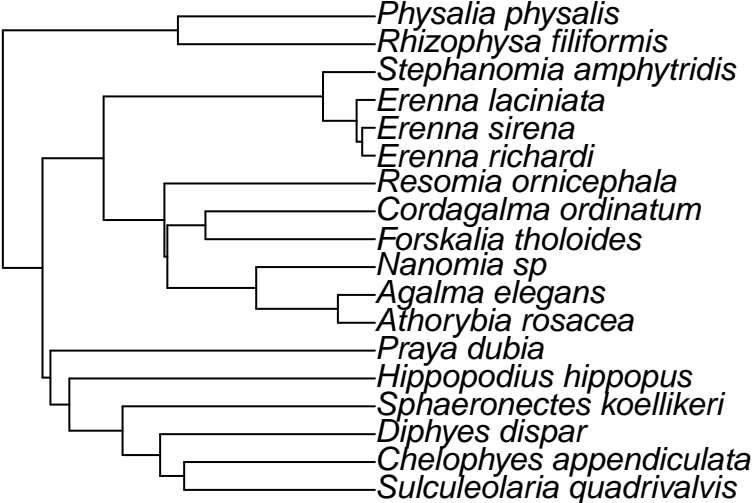 Physalia physalis
Rhizophysa filiformis
Stephanomia amphytridis
Erenna laciniata
Erenna sirena
Erenna richardi
Resomia ornicephala
Cordagalma ordinatum
Forskalia tholoides
Nanomia sp
Agalma elegans
Athorybia rosacea
Praya dubia
Hippopodius hippopus
Sphaeronectes koellikeri
Diphyes dispar
Chelophyes appendiculata
Sulculeolaria quadrivalvis